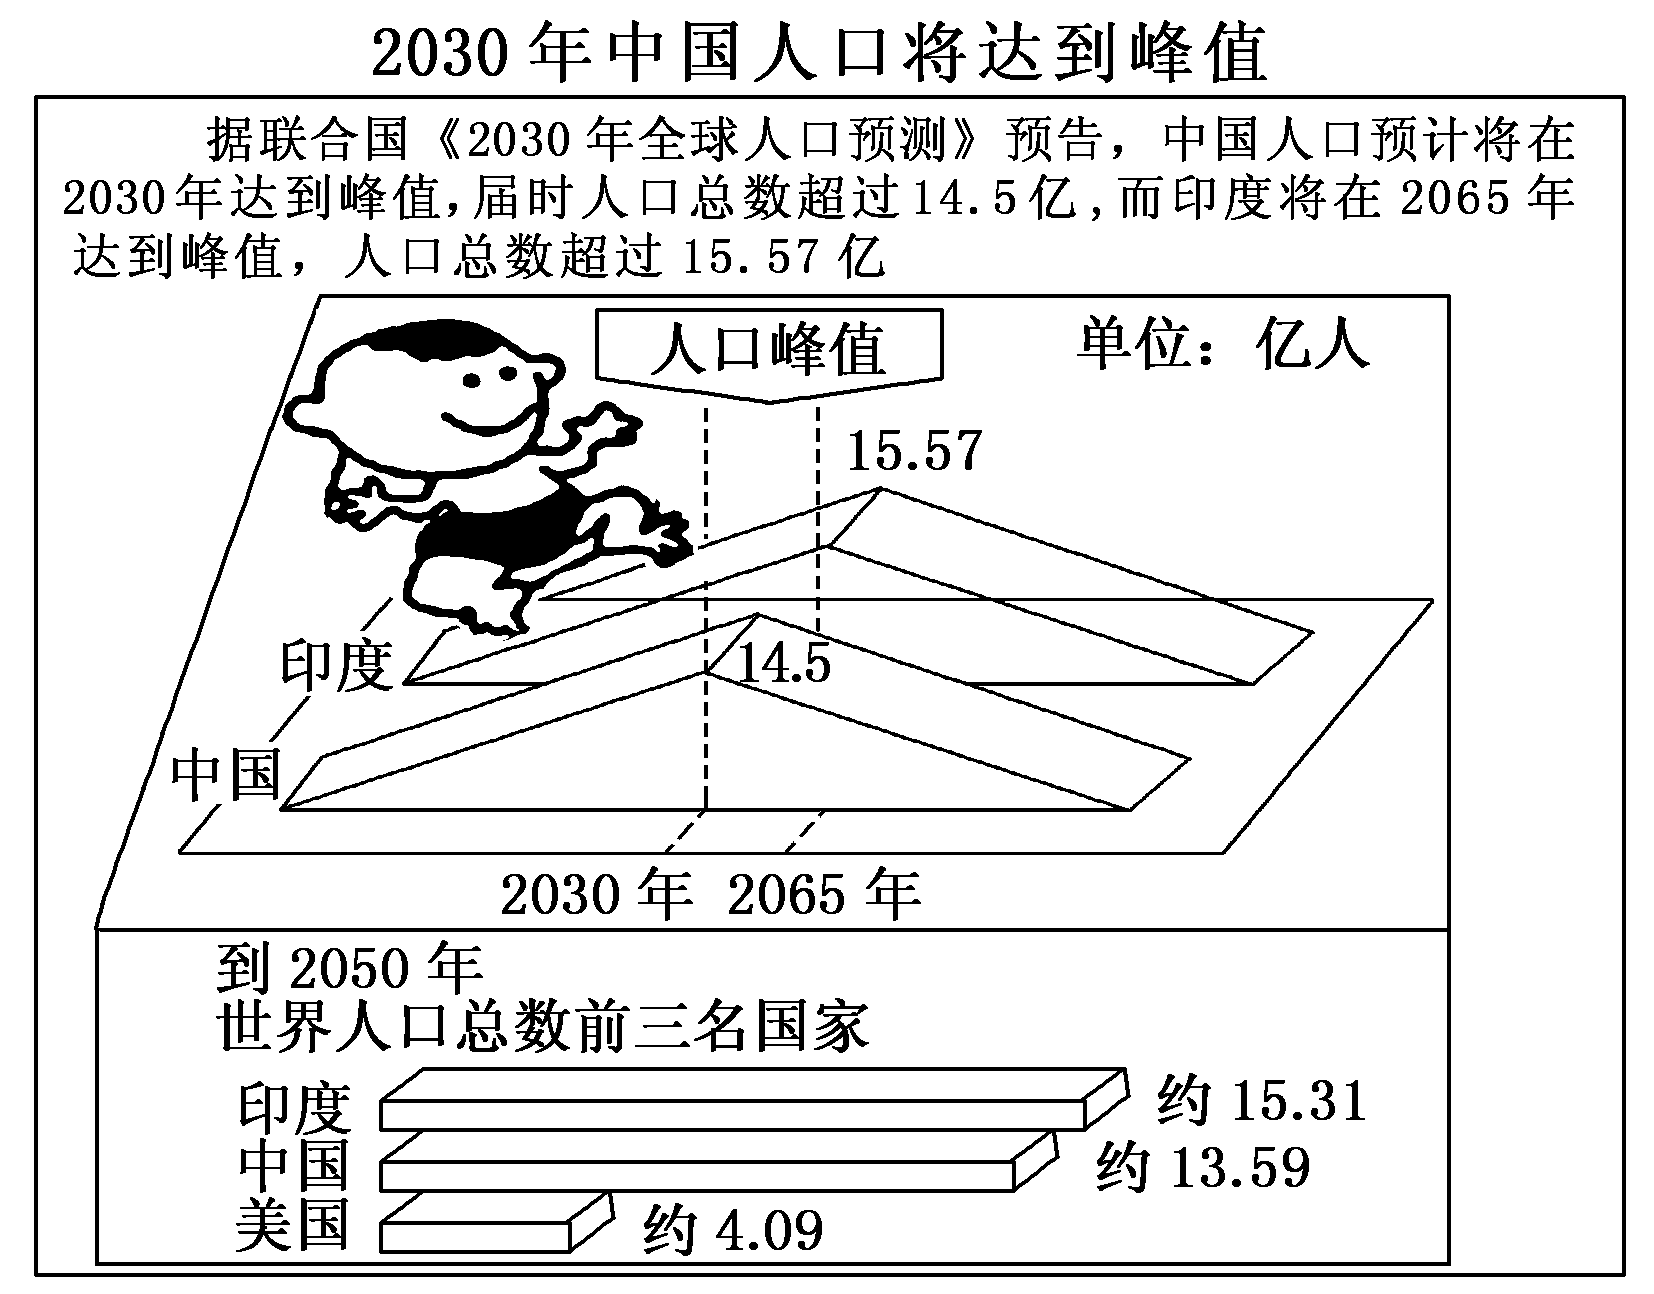 2030年中国人口将达到峰值
据联合国《2030年全球人口预测》预告，中国人口预计将在
2030年达到峰值，届时人口总数超过14.5亿，而印度将在2065年
达到峰值，人口总数超过15.57亿
人口峰值
单位：亿人
15.57
印度
14.5
中国
2030年 2065年
到2050年
世界人口总数前三名国家
印度 约15.31
中国 约13.59
美国 约4.09